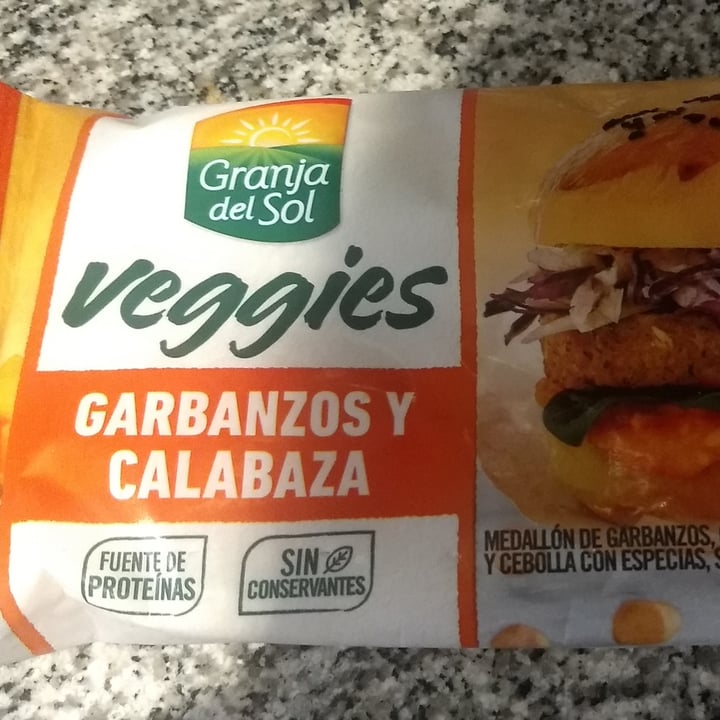 Granja
del Sol
veggies
GARBANZOS Y
CALABAZA
FUENTE DE
PROTEÍNAS
SIN
CONSERVANTES
MEDALLÓN DE GARBANZOS,
Y CEBOLLA CON ESPECIAS,